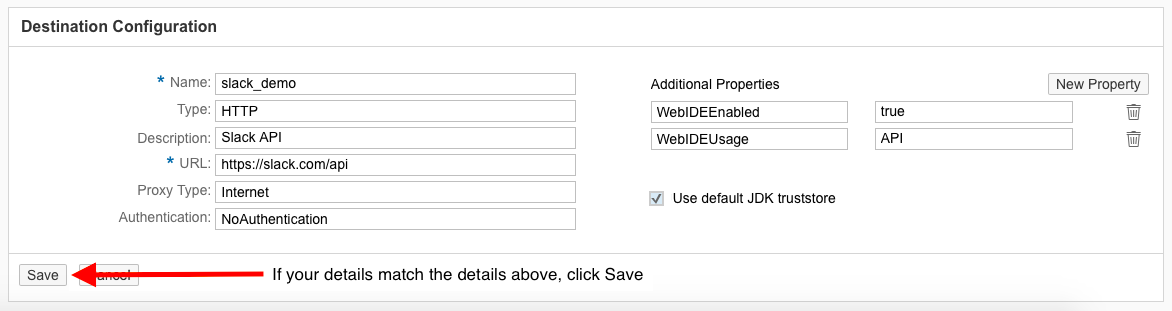 Destination Configuration
* Name: slack_demo
Type: HTTP
Description: Slack API
* URL: https://slack.com/api
Proxy Type: Internet
Authentication: NoAuthentication
Additional Properties New Property
WebIDEEnabled true
WebIDEUsage API
Use default JDK truststore
Save If your details match the details above, click Save